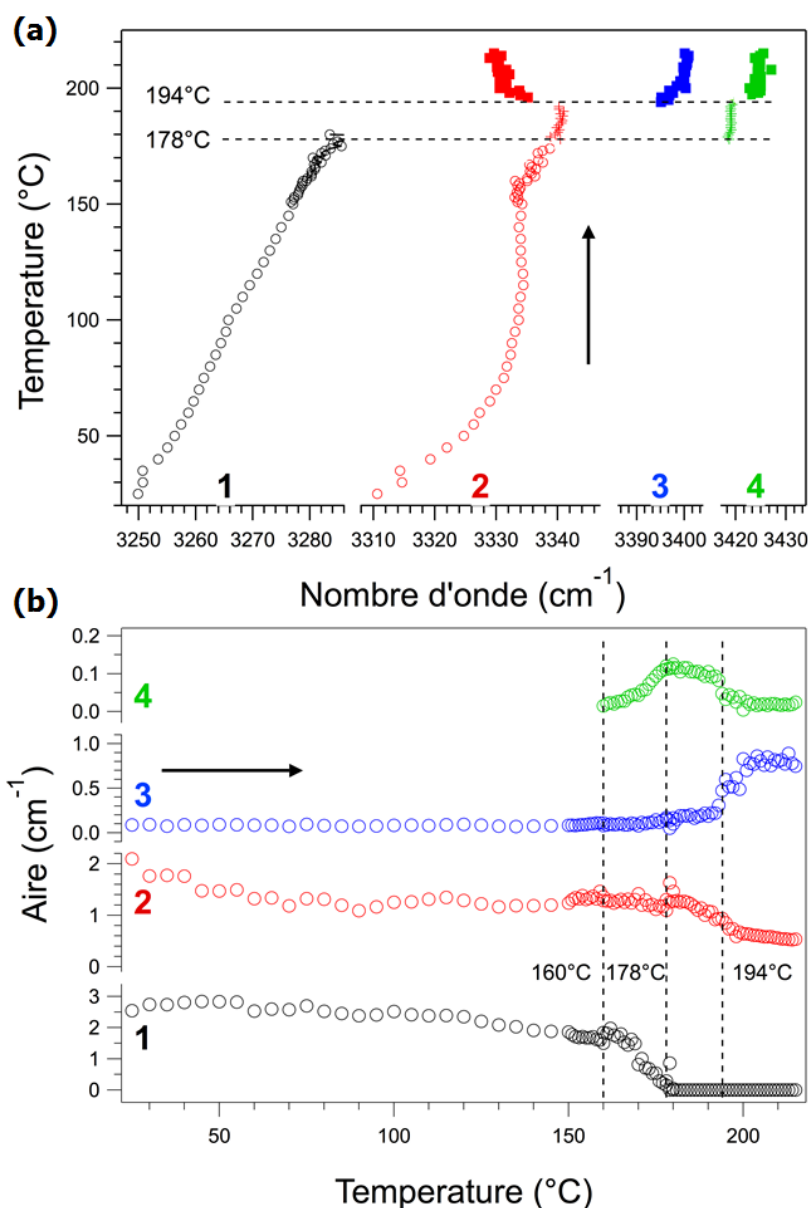 (a)
200
194°C
178°C
150
100
50
Temperature (°C)
1 2 3 4
3250 3260 3270 3280 3310 3320 3330 3340 3390 3400 3420 3430
Nombre d'onde (cm-1)
(b)
0.2
0.1
0.0
4
1.0
0.5
0.0
3
2
1
0
2
3
2
1
0
1
Aire (cm-1)
160°C 178°C 194°C
50 100 150 200
Temperature (°C)